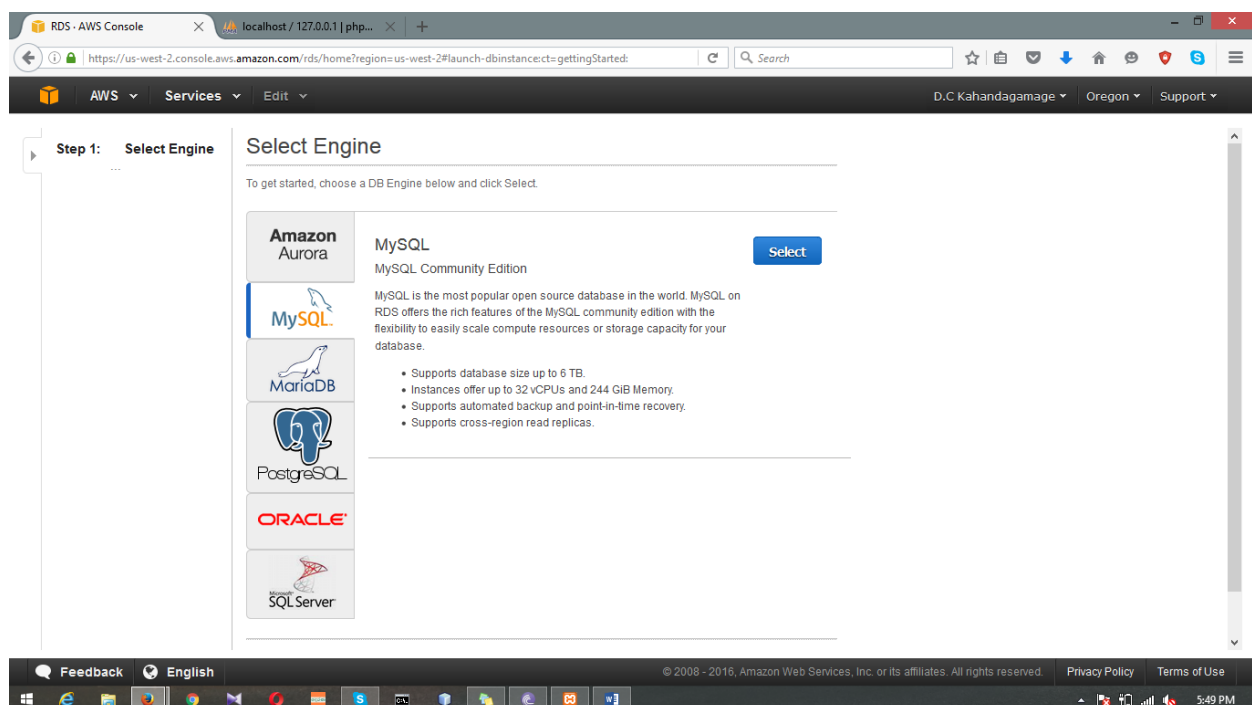 RDS · AWS Console
localhost / 127.0.0.1 | php...
https://us-west-2.console.aws.amazon.com/rds/home?region=us-west-2#launch-dbinstance:ct=gettingStarted:
Search
AWS Services Edit
D.C Kahandagamage Oregon Support
Step 1: Select Engine
...
Select Engine
To get started, choose a DB Engine below and click Select.
Amazon
Aurora
MySQL
MariaDB
PostgreSQL
ORACLE
Microsoft
SQL Server
MySQL
Select
MySQL Community Edition
MySQL is the most popular open source database in the world. MySQL on
RDS offers the rich features of the MySQL community edition with the
flexibility to easily scale compute resources or storage capacity for your
database.
• Supports database size up to 6 TB.
• Instances offer up to 32 vCPUs and 244 GiB Memory.
• Supports automated backup and point-in-time recovery.
• Supports cross-region read replicas.
Feedback English
© 2008 - 2016, Amazon Web Services, Inc. or its affiliates. All rights reserved. Privacy Policy Terms of Use
5:49 PM